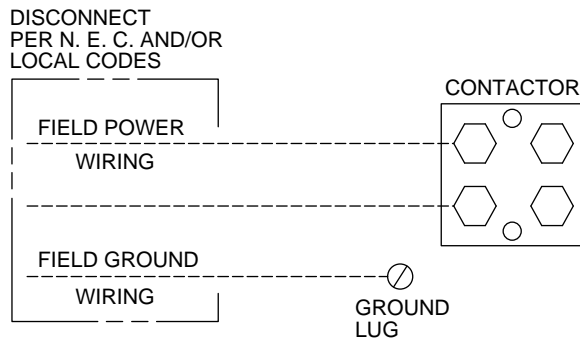 DISCONNECT
PER N. E. C. AND/OR
LOCAL CODES
CONTACTOR
FIELD POWER
WIRING
FIELD GROUND
WIRING
GROUND
LUG